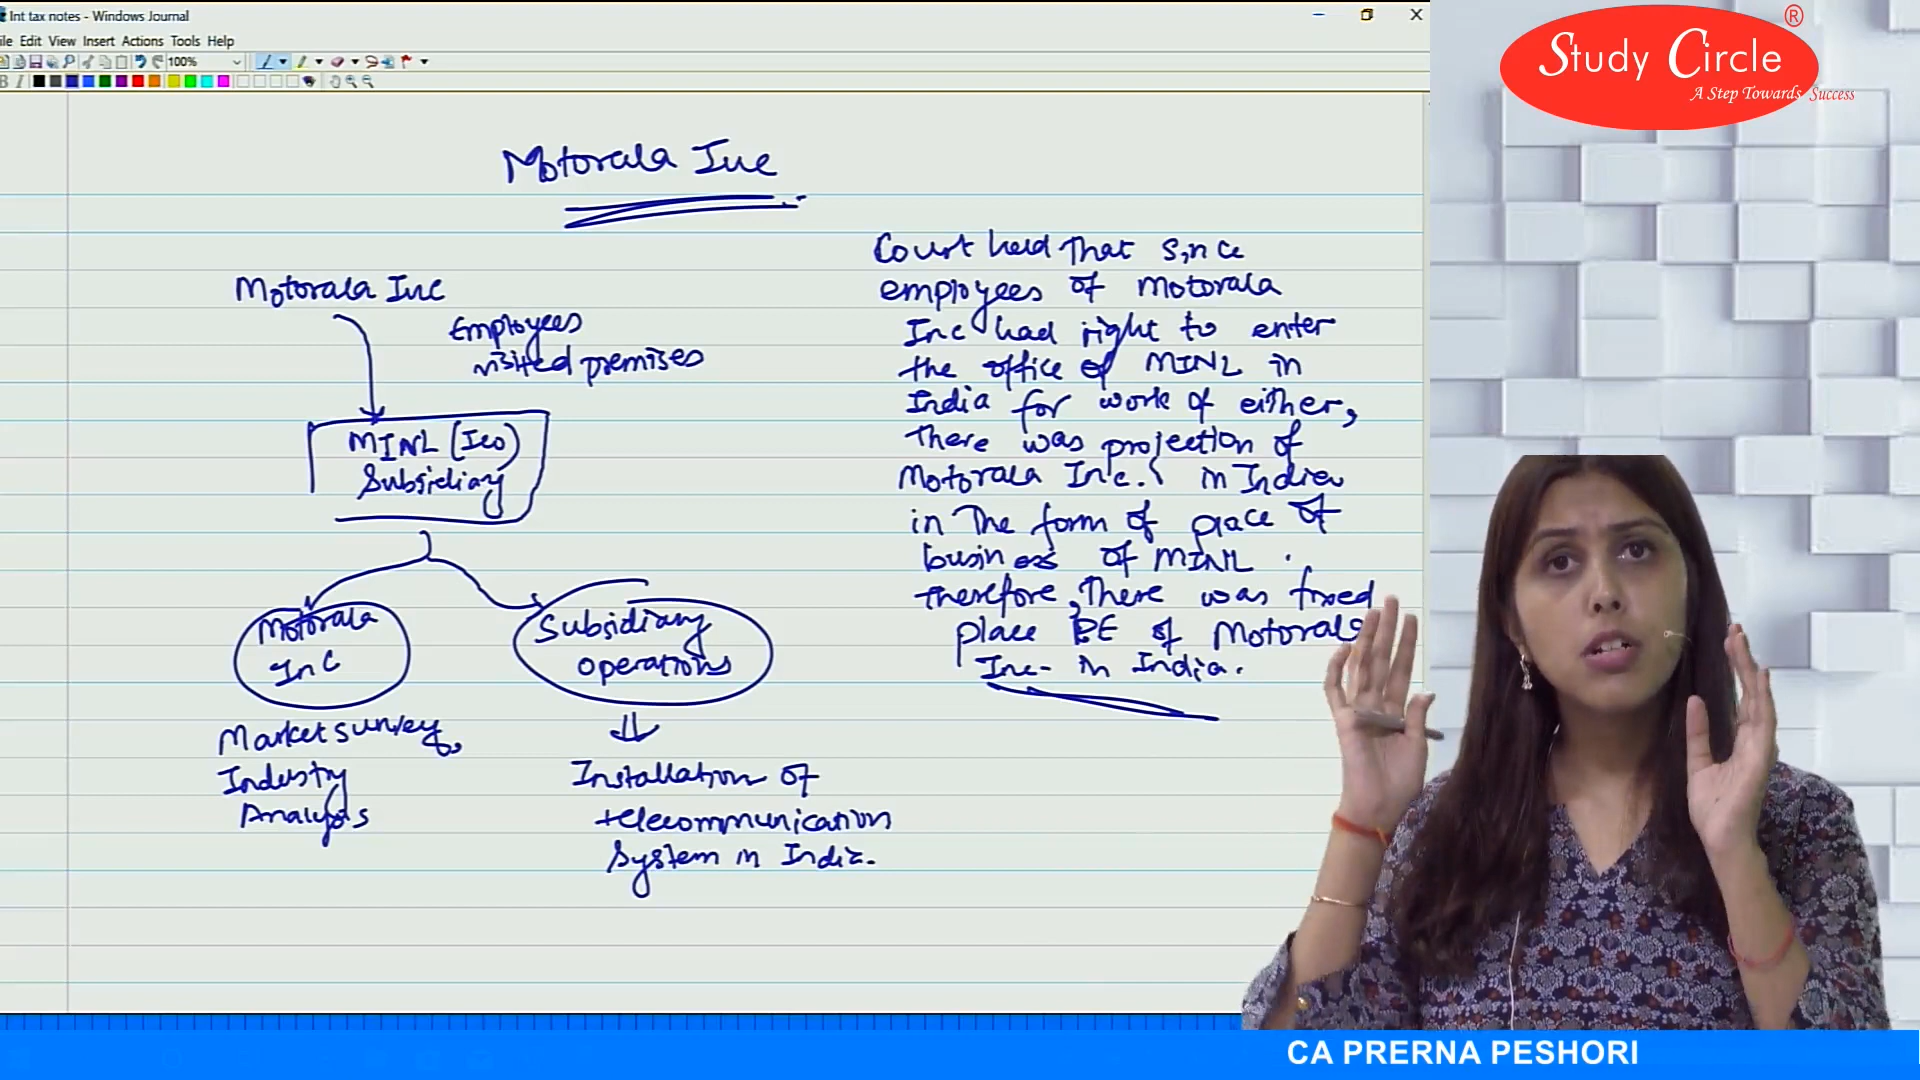 Int tax notes - Windows Journal
ile Edit View Insert Actions Tools Help
100%
B I
Study Circle ®
A Step Towards Success
Motorala Inc
Motorala Inc
Employees
visited premises
MINL (Ico)
Subsidiary
Motorala
Inc
Subsidiary
operations
Market survey,
Industry
Analysis
Installation of
telecommunication
system in India.
Court held that since
employees of Motorala
Inc had right to enter
the office of MINL in
India for work of either,
there was projection of
Motorala Inc. in India
in the form of place of
business of MINL.
therefore, there was fixed
place PE of Motorala
Inc- in India.
CA PRERNA PESHORI